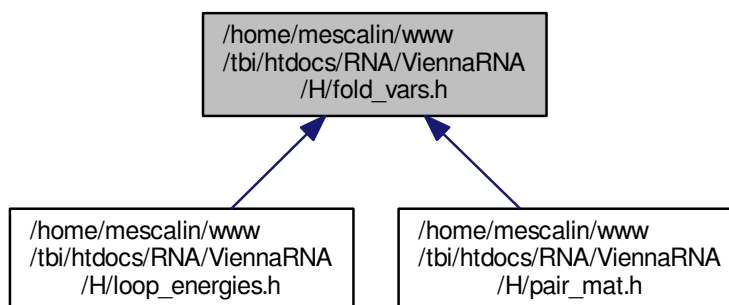 /home/mescalin/www
/tbi/htdocs/RNA/ViennaRNA
/H/fold_vars.h
/home/mescalin/www
/tbi/htdocs/RNA/ViennaRNA
/H/loop_energies.h
/home/mescalin/www
/tbi/htdocs/RNA/ViennaRNA
/H/pair_mat.h